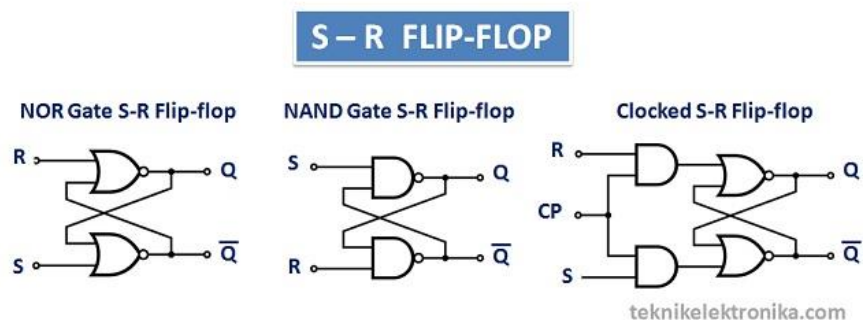 S – R FLIP-FLOP
NOR Gate S-R Flip-flop
R
Q
S
Q̅
NAND Gate S-R Flip-flop
S
Q
R
Q̅
Clocked S-R Flip-flop
R
Q
CP
S
Q̅
teknikelektronika.com